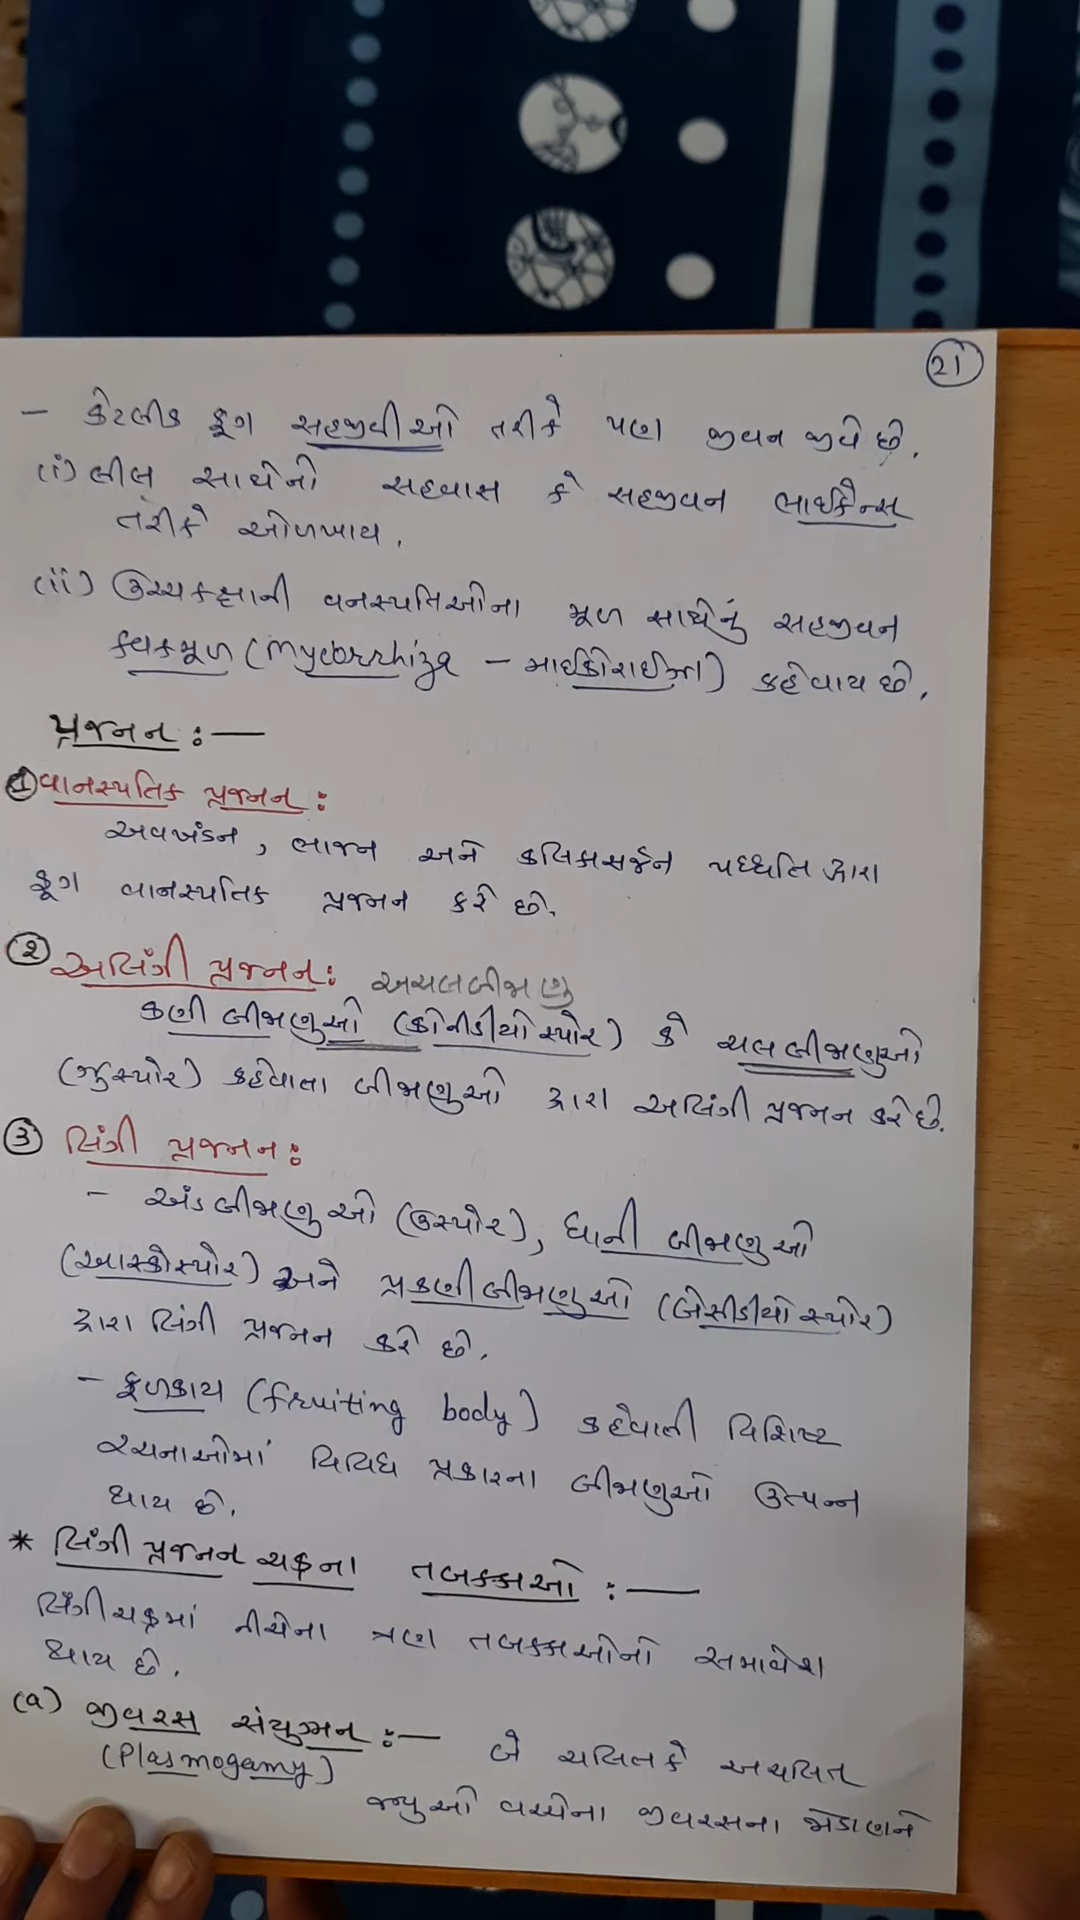 21
- કેટલીક ફૂગ સહજીવીઓ તરીકે પણ જીવન જીવે છે.
(i) લીલ સાથેનો સહવાસ કે સહજીવન લાઈકેન્સ
તરીકે ઓળખાય.
(ii) ઉચ્ચકક્ષાની વનસ્પતિઓના મૂળ સાથેનું સહજીવન
કવકમૂળ (Mycorrhiza - માઈકોરાઈઝા) કહેવાય છે.
પ્રજનન :—
① વાનસ્પતિક પ્રજનન :
અવખંડન, ભાજન અને કલિકાસર્જન પધ્ધતિ દ્વારા
ફૂગ વાનસ્પતિક પ્રજનન કરે છે.
② અલિંગી પ્રજનન : અચલબીજાણુ
કણી બીજાણુઓ (કોનીડીયોસ્પોર) કે ચલબીજાણુઓ
(ઝુસ્પોર) કહેવાતા બીજાણુઓ દ્વારા અલિંગી પ્રજનન કરે છે.
③ લિંગી પ્રજનન :
- અંડબીજાણુઓ (ઉસ્પોર), ધાની બીજાણુઓ
(આસ્કોસ્પોર) અને પ્રકણીબીજાણુઓ (બેસીડીયોસ્પોર)
દ્વારા લિંગી પ્રજનન કરે છે.
- ફળકાય (fruiting body) કહેવાતી વિશિષ્ટ
રચનાઓમાં વિવિધ પ્રકારના બીજાણુઓ ઉત્પન્ન
થાય છે.
* લિંગી પ્રજનન ચક્રના તબક્કાઓ :—
લિંગીચક્રમાં નીચેના ત્રણ તબક્કાઓનો સમાવેશ
થાય છે.
(a) જીવરસ સંયુગ્મન :— બે ચલિત કે અચલિત
(Plasmogamy) જન્યુઓ વચ્ચેના જીવરસના જોડાણને